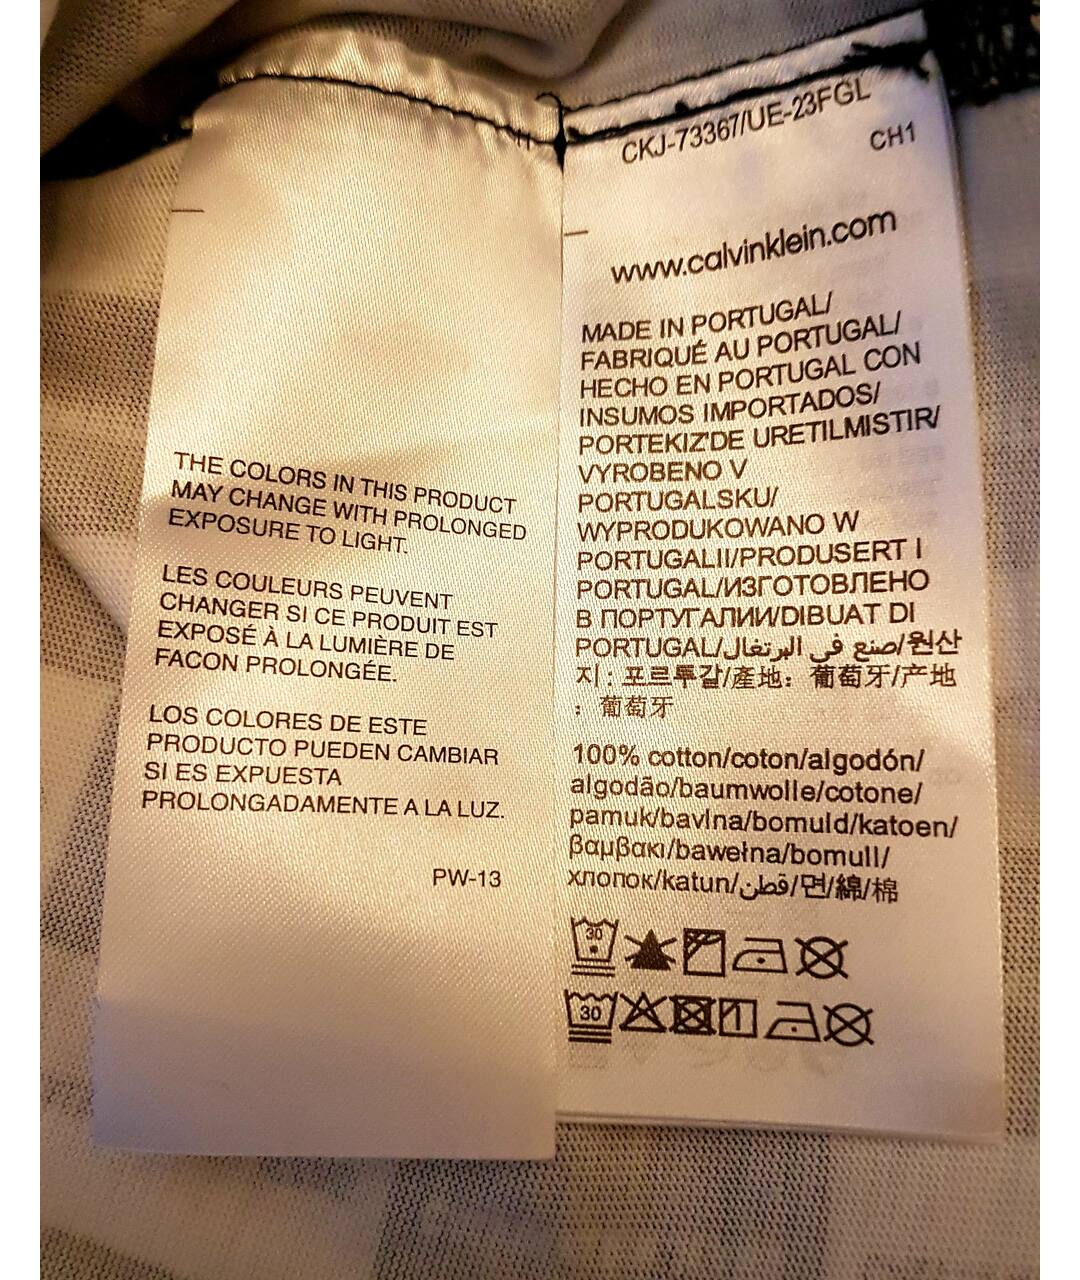 THE COLORS IN THIS PRODUCT
MAY CHANGE WITH PROLONGED
EXPOSURE TO LIGHT.
LES COULEURS PEUVENT
CHANGER SI CE PRODUIT EST
EXPOSÉ À LA LUMIÈRE DE
FACON PROLONGÉE.
LOS COLORES DE ESTE
PRODUCTO PUEDEN CAMBIAR
SI ES EXPUESTA
PROLONGADAMENTE A LA LUZ.
PW-13
CKJ-73367/UE-23FGL
CH1
www.calvinklein.com
MADE IN PORTUGAL/
FABRIQUÉ AU PORTUGAL/
HECHO EN PORTUGAL CON
INSUMOS IMPORTADOS/
PORTEKIZ'DE URETILMISTIR/
VYROBENO V
PORTUGALSKU/
WYPRODUKOWANO W
PORTUGALII/PRODUSERT I
PORTUGAL/ИЗГОТОВЛЕНО
В ПОРТУГАЛИИ/DIBUAT DI
PORTUGAL/صنع في البرتغال/원산
지 : 포르투갈/產地：葡萄牙/产地
：葡萄牙
100% cotton/coton/algodón/
algodão/baumwolle/cotone/
pamuk/bavlna/bomuld/katoen/
βαμβακι/bawełna/bomull/
хлопок/katun/قطن/면/綿/棉
30
30